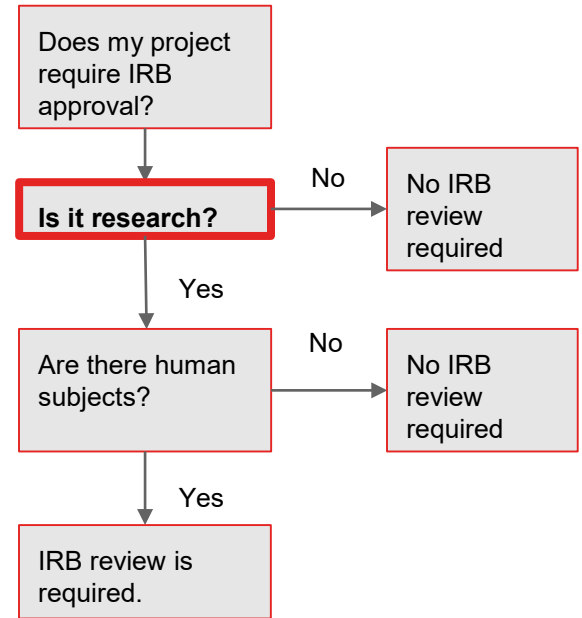 Does my project
require IRB
approval?
Is it research?
No
No IRB
review
required
Yes
Are there human
subjects?
No
No IRB
review
required
Yes
IRB review is
required.